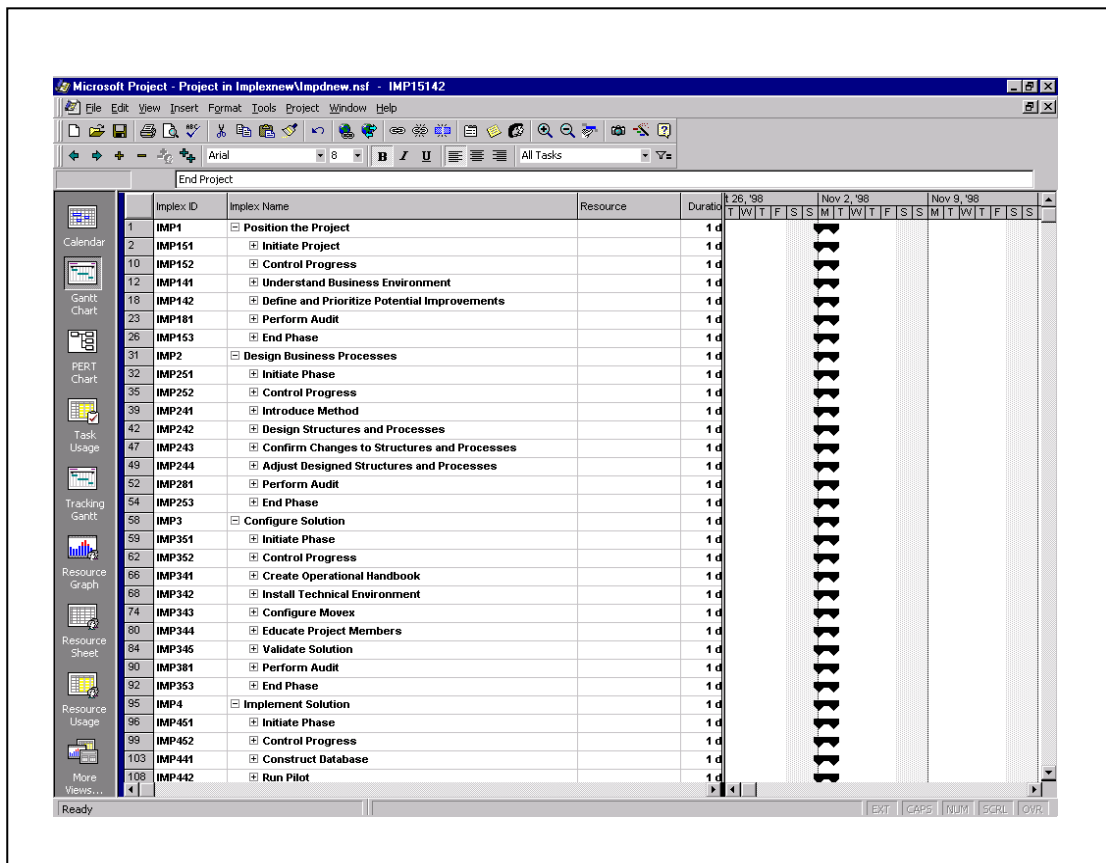 Microsoft Project - Project in Implexnew\Impdnew.nsf - IMP15142
File Edit View Insert Format Tools Project Window Help
Arial 8 B I U All Tasks
End Project
Implex ID Implex Name Resource Duratio t 26, '98 Nov 2, '98 Nov 9, '98
T W T F S S M T W T F S S M T W T F S S
1 IMP1 Position the Project 1 d
2 IMP151 Initiate Project 1 d
10 IMP152 Control Progress 1 d
12 IMP141 Understand Business Environment 1 d
18 IMP142 Define and Prioritize Potential Improvements 1 d
23 IMP181 Perform Audit 1 d
26 IMP153 End Phase 1 d
31 IMP2 Design Business Processes 1 d
32 IMP251 Initiate Phase 1 d
35 IMP252 Control Progress 1 d
39 IMP241 Introduce Method 1 d
42 IMP242 Design Structures and Processes 1 d
47 IMP243 Confirm Changes to Structures and Processes 1 d
49 IMP244 Adjust Designed Structures and Processes 1 d
52 IMP281 Perform Audit 1 d
54 IMP253 End Phase 1 d
58 IMP3 Configure Solution 1 d
59 IMP351 Initiate Phase 1 d
62 IMP352 Control Progress 1 d
66 IMP341 Create Operational Handbook 1 d
68 IMP342 Install Technical Environment 1 d
74 IMP343 Configure Movex 1 d
80 IMP344 Educate Project Members 1 d
84 IMP345 Validate Solution 1 d
90 IMP381 Perform Audit 1 d
92 IMP353 End Phase 1 d
95 IMP4 Implement Solution 1 d
96 IMP451 Initiate Phase 1 d
99 IMP452 Control Progress 1 d
103 IMP441 Construct Database 1 d
108 IMP442 Run Pilot 1 d
Calendar
Gantt
Chart
PERT
Chart
Task
Usage
Tracking
Gantt
Resource
Graph
Resource
Sheet
Resource
Usage
More
Views...
Ready EXT CAPS NUM SCRL OVR